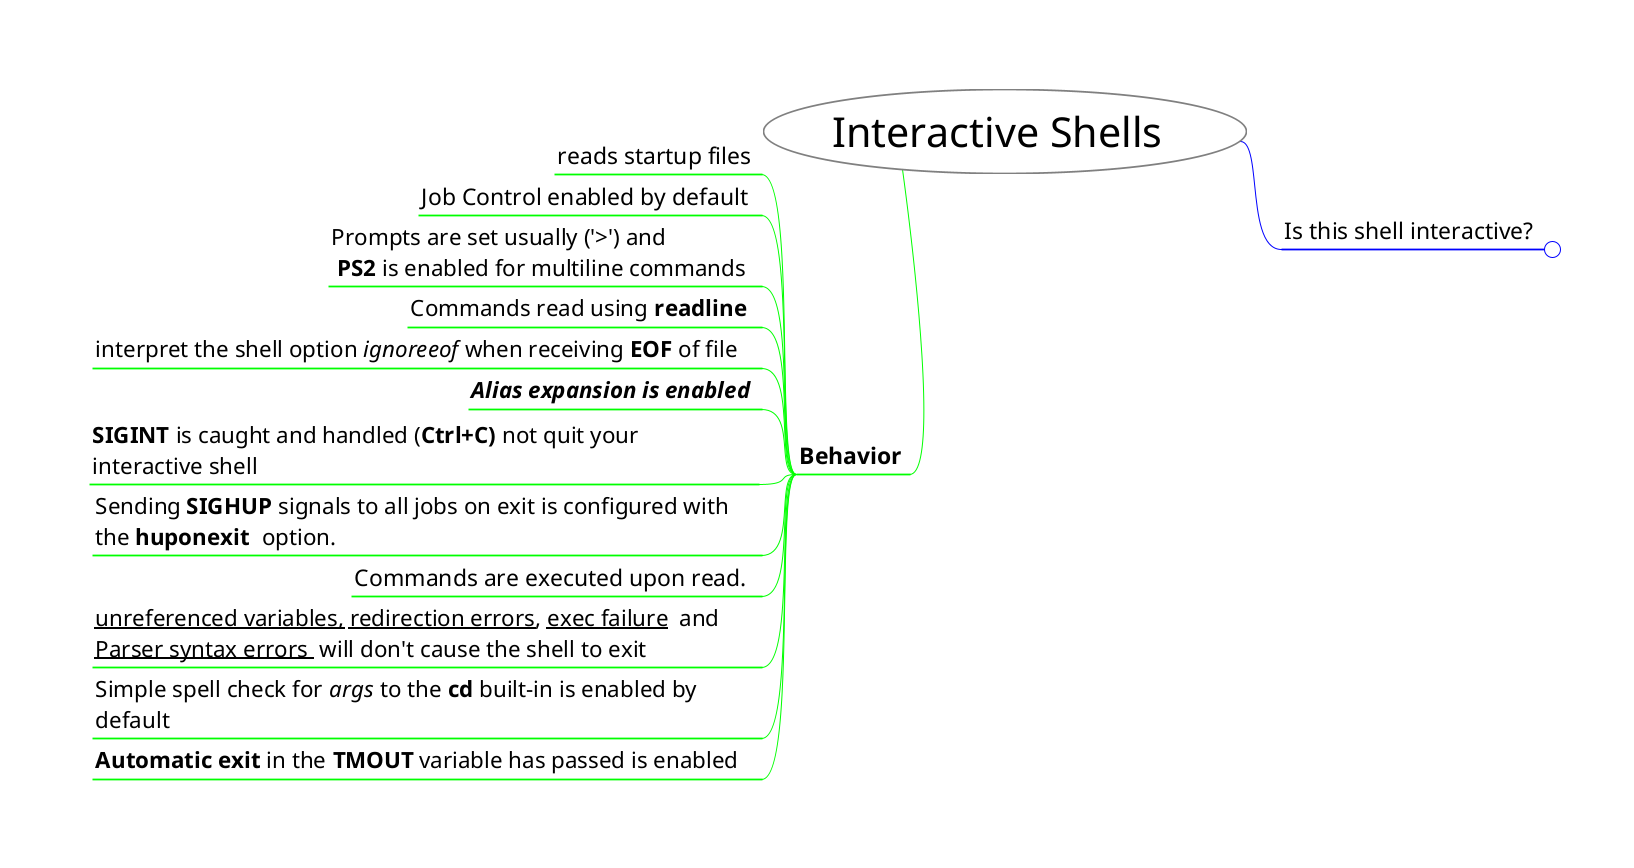 Interactive Shells
reads startup files
Job Control enabled by default
Prompts are set usually ('>') and
PS2 is enabled for multiline commands
Commands read using readline
interpret the shell option ignoreeof when receiving EOF of file
Alias expansion is enabled
SIGINT is caught and handled (Ctrl+C) not quit your
interactive shell
Sending SIGHUP signals to all jobs on exit is configured with
the huponexit  option.
Commands are executed upon read.
unreferenced variables, redirection errors, exec failure  and
Parser syntax errors  will don't cause the shell to exit
Simple spell check for args to the cd built-in is enabled by
default
Automatic exit in the TMOUT variable has passed is enabled
Behavior
Is this shell interactive?